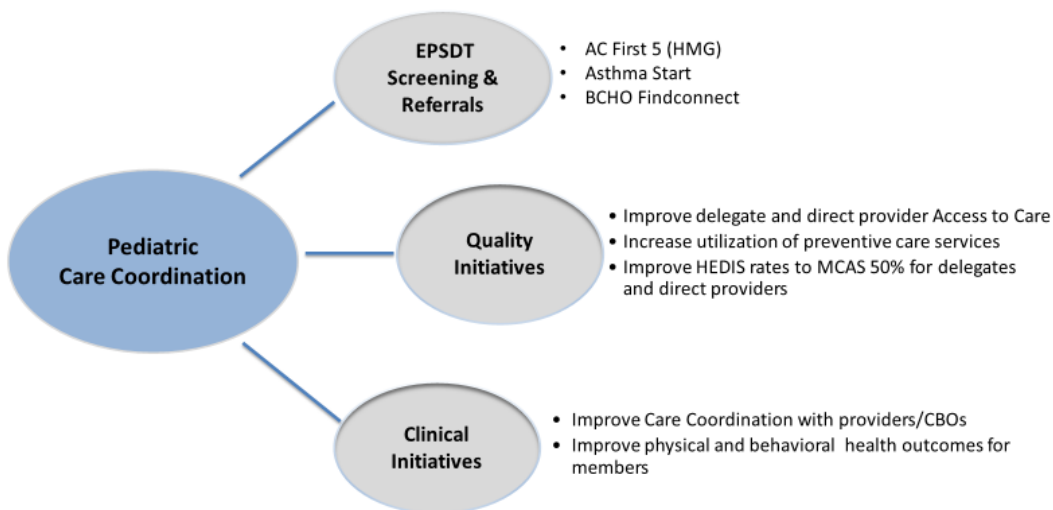 EPSDT
Screening &
Referrals
• AC First 5 (HMG)
• Asthma Start
• BCHO Findconnect
Pediatric
Care Coordination
Quality
Initiatives
• Improve delegate and direct provider Access to Care
• Increase utilization of preventive care services
• Improve HEDIS rates to MCAS 50% for delegates
and direct providers
Clinical
Initiatives
• Improve Care Coordination with providers/CBOs
• Improve physical and behavioral health outcomes for
members